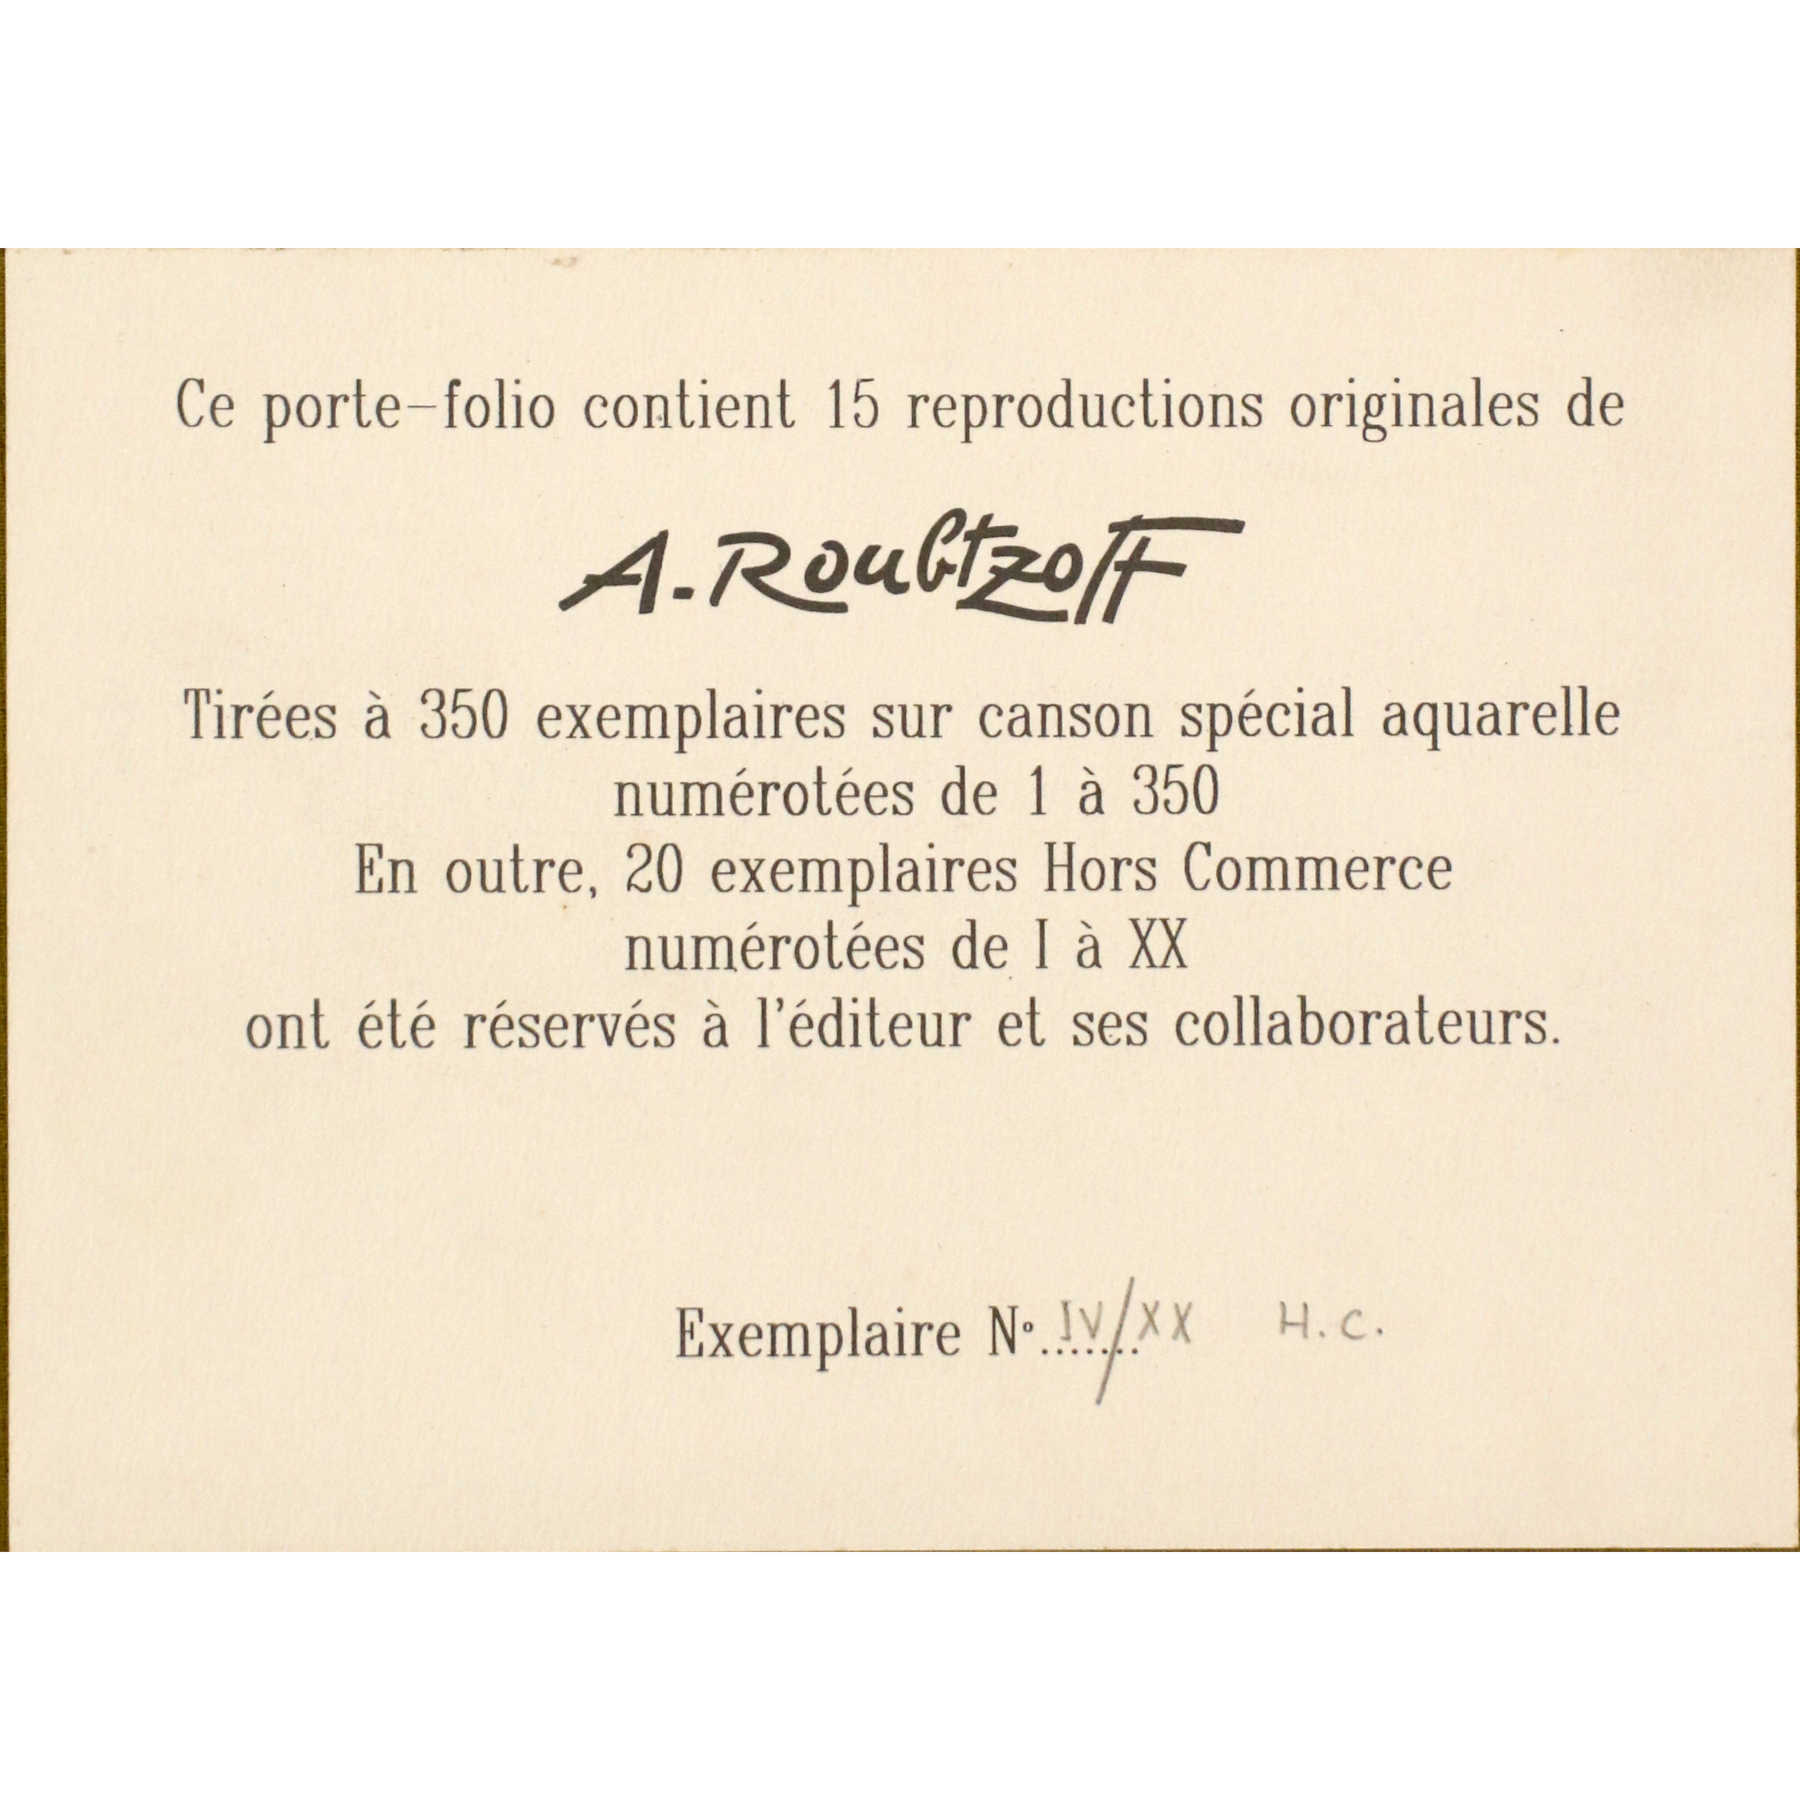 Ce porte-folio contient 15 reproductions originales de
A. Roubtzoff
Tirées à 350 exemplaires sur canson spécial aquarelle
numérotées de 1 à 350
En outre, 20 exemplaires Hors Commerce
numérotées de I à XX
ont été réservés à l'éditeur et ses collaborateurs.
Exemplaire N°....... IV/XX H.C.